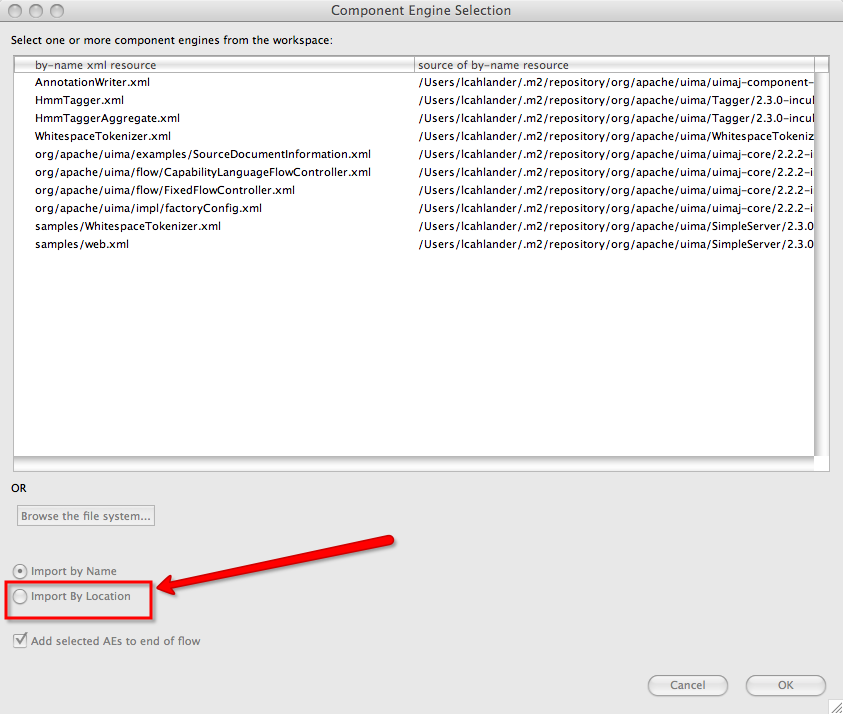 Component Engine Selection
Select one or more component engines from the workspace:
by-name xml resource source of by-name resource
AnnotationWriter.xml /Users/lcahlander/.m2/repository/org/apache/uima/uimaj-component-
HmmTagger.xml /Users/lcahlander/.m2/repository/org/apache/uima/Tagger/2.3.0-incul
HmmTaggerAggregate.xml /Users/lcahlander/.m2/repository/org/apache/uima/Tagger/2.3.0-incul
WhitespaceTokenizer.xml /Users/lcahlander/.m2/repository/org/apache/uima/WhitespaceTokeniz
org/apache/uima/examples/SourceDocumentInformation.xml /Users/lcahlander/.m2/repository/org/apache/uima/uimaj-core/2.2.2-i
org/apache/uima/flow/CapabilityLanguageFlowController.xml /Users/lcahlander/.m2/repository/org/apache/uima/uimaj-core/2.2.2-i
org/apache/uima/flow/FixedFlowController.xml /Users/lcahlander/.m2/repository/org/apache/uima/uimaj-core/2.2.2-i
org/apache/uima/impl/factoryConfig.xml /Users/lcahlander/.m2/repository/org/apache/uima/uimaj-core/2.2.2-i
samples/WhitespaceTokenizer.xml /Users/lcahlander/.m2/repository/org/apache/uima/SimpleServer/2.3.0
samples/web.xml /Users/lcahlander/.m2/repository/org/apache/uima/SimpleServer/2.3.0
OR
Browse the file system...
Import by Name
Import By Location
Add selected AEs to end of flow
Cancel OK